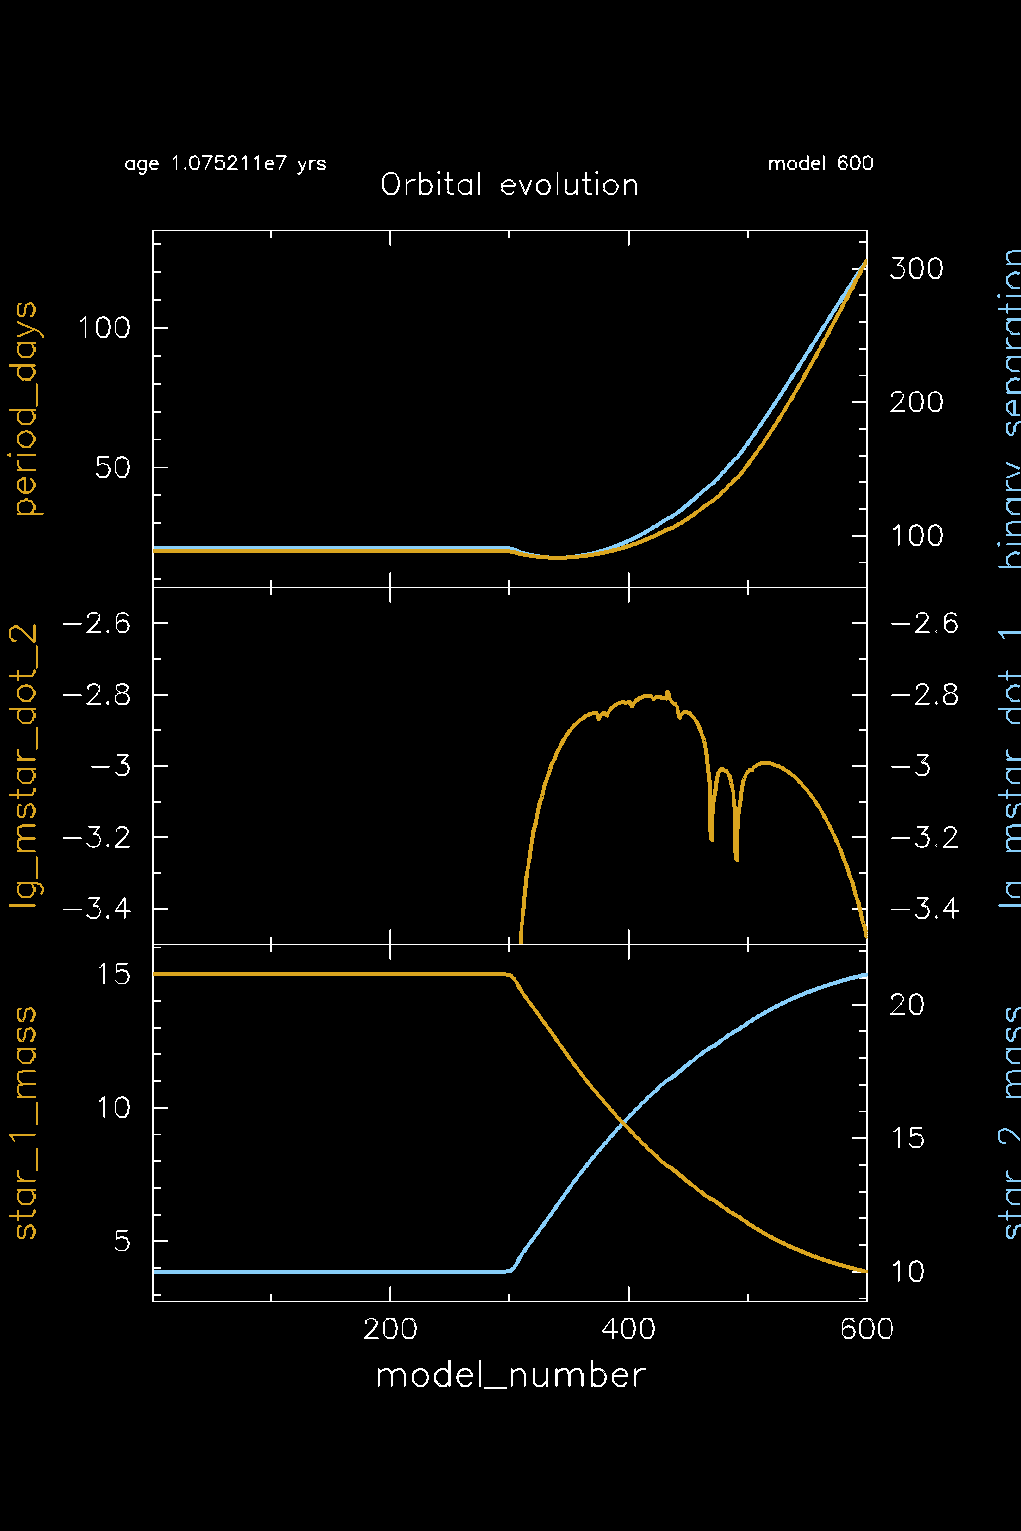 age 1.075211e7 yrs
model 600
Orbital evolution
period_days
100
50
300
200
100
binary_separation
lg_mstar_dot_2
-2.6
-2.8
-3
-3.2
-3.4
-2.6
-2.8
-3
-3.2
-3.4
lg_mstar_dot_1
star_1_mass
15
10
5
20
15
10
star_2_mass
200
400
600
model_number